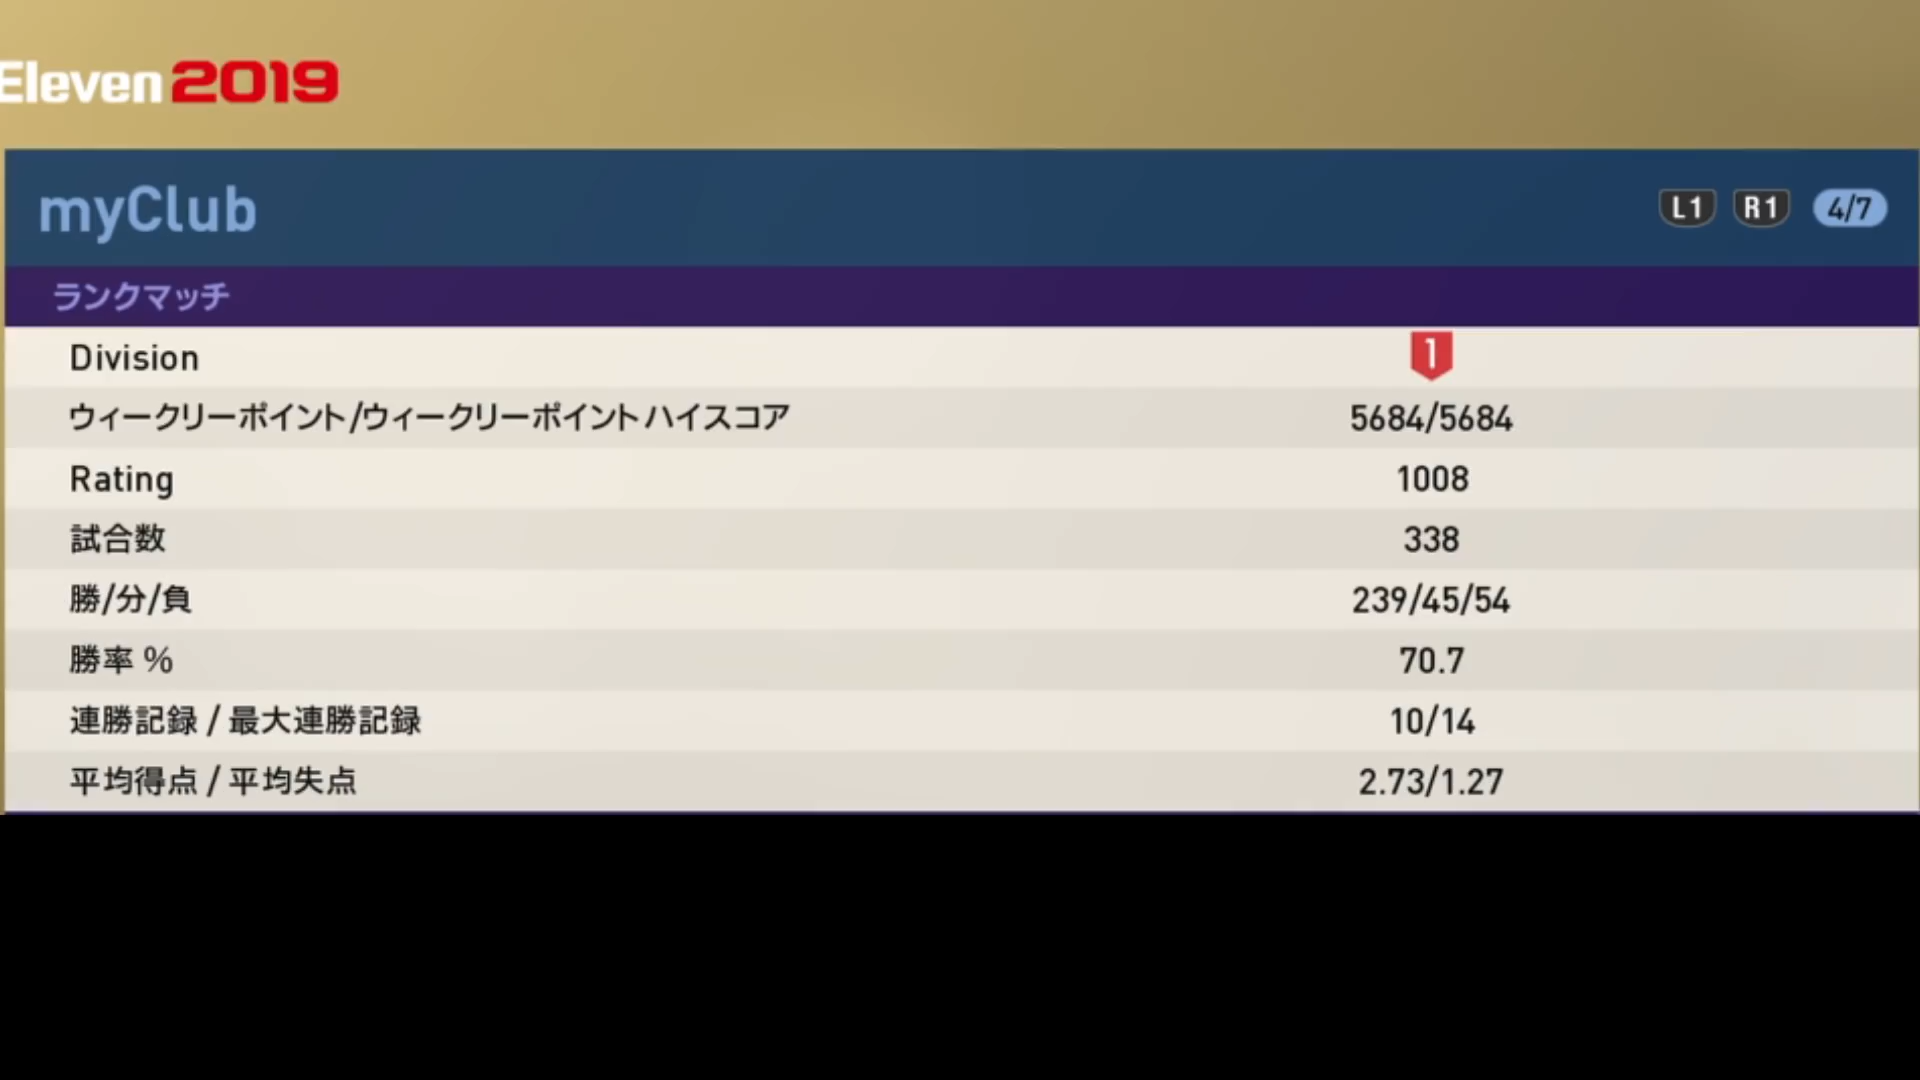 Eleven 2019
myClub L1 R1 4/7
ランクマッチ
Division 1
ウィークリーポイント/ウィークリーポイントハイスコア 5684/5684
Rating 1008
試合数 338
勝/分/負 239/45/54
勝率 % 70.7
連勝記録 / 最大連勝記録 10/14
平均得点 / 平均失点 2.73/1.27